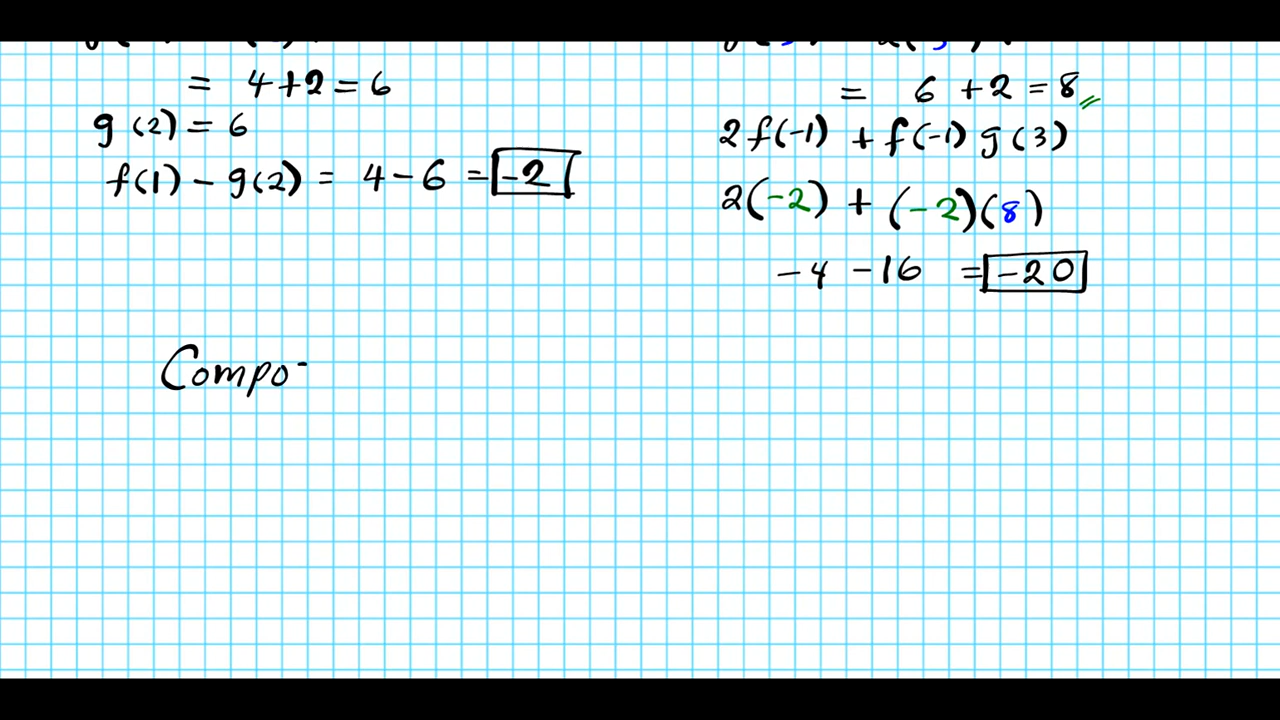 = 4+2 = 6
g (2) = 6
f(1) - g(2) = 4 - 6 = -2
= 6 + 2 = 8
2 f(-1) + f(-1) g (3)
2(-2) + (-2)(8)
-4 -16 = -20
Compo